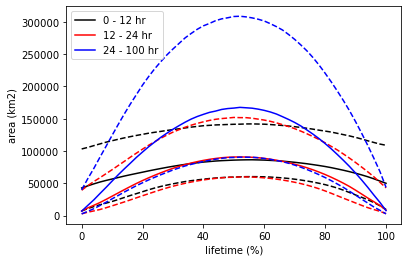 0 - 12 hr
12 - 24 hr
24 - 100 hr
300000
250000
200000
150000
100000
50000
0
area (km2)
0 20 40 60 80 100
lifetime (%)